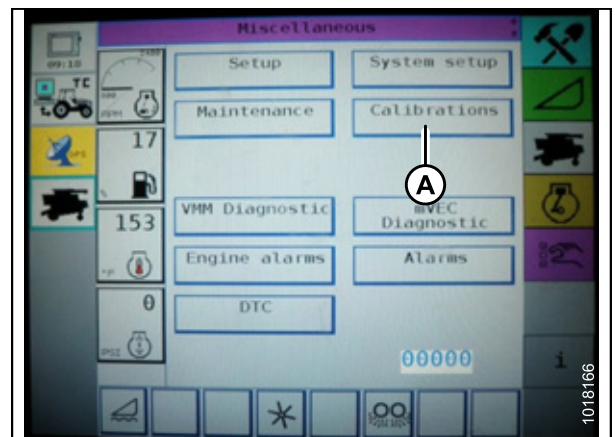 Miscellaneous
09:10
TC
GPS
Setup
System setup
Maintenance
Calibrations
A
17
153
VMM Diagnostic
mVEC
Diagnostic
Engine alarms
Alarms
0
DTC
PSI
00000
i
1018166